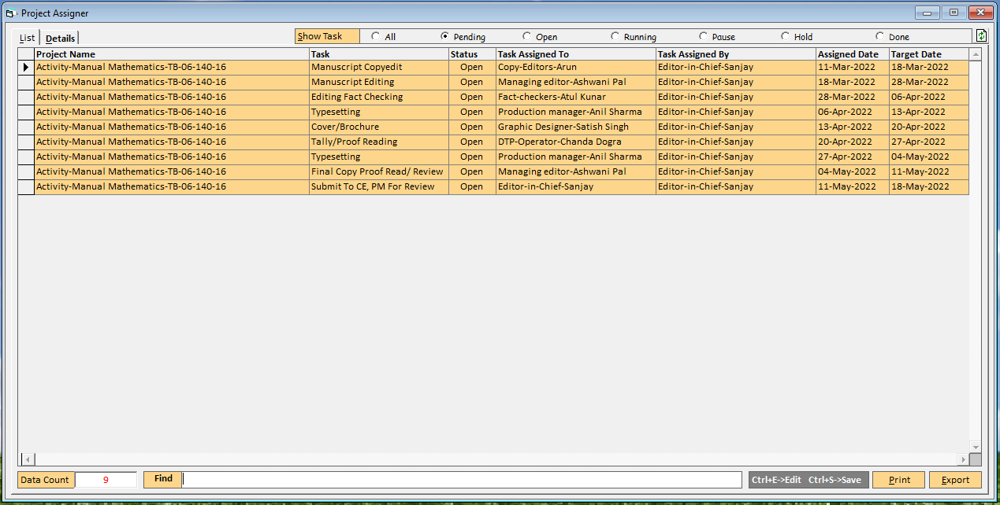 Project Assigner
List Details Show Task All Pending Open Running Pause Hold Done
Project Name Task Status Task Assigned To Task Assigned By Assigned Date Target Date
Activity-Manual Mathematics-TB-06-140-16 Manuscript Copyedit Open Copy-Editors-Arun Editor-in-Chief-Sanjay 11-Mar-2022 18-Mar-2022
Activity-Manual Mathematics-TB-06-140-16 Manuscript Editing Open Managing editor-Ashwani Pal Editor-in-Chief-Sanjay 18-Mar-2022 28-Mar-2022
Activity-Manual Mathematics-TB-06-140-16 Editing Fact Checking Open Fact-checkers-Atul Kunar Editor-in-Chief-Sanjay 28-Mar-2022 06-Apr-2022
Activity-Manual Mathematics-TB-06-140-16 Typesetting Open Production manager-Anil Sharma Editor-in-Chief-Sanjay 06-Apr-2022 13-Apr-2022
Activity-Manual Mathematics-TB-06-140-16 Cover/Brochure Open Graphic Designer-Satish Singh Editor-in-Chief-Sanjay 13-Apr-2022 20-Apr-2022
Activity-Manual Mathematics-TB-06-140-16 Tally/Proof Reading Open DTP-Operator-Chanda Dogra Editor-in-Chief-Sanjay 20-Apr-2022 27-Apr-2022
Activity-Manual Mathematics-TB-06-140-16 Typesetting Open Production manager-Anil Sharma Editor-in-Chief-Sanjay 27-Apr-2022 04-May-2022
Activity-Manual Mathematics-TB-06-140-16 Final Copy Proof Read/ Review Open Managing editor-Ashwani Pal Editor-in-Chief-Sanjay 04-May-2022 11-May-2022
Activity-Manual Mathematics-TB-06-140-16 Submit To CE, PM For Review Open Editor-in-Chief-Sanjay Editor-in-Chief-Sanjay 11-May-2022 18-May-2022
Data Count 9 Find Ctrl+E->Edit Ctrl+S->Save Print Export